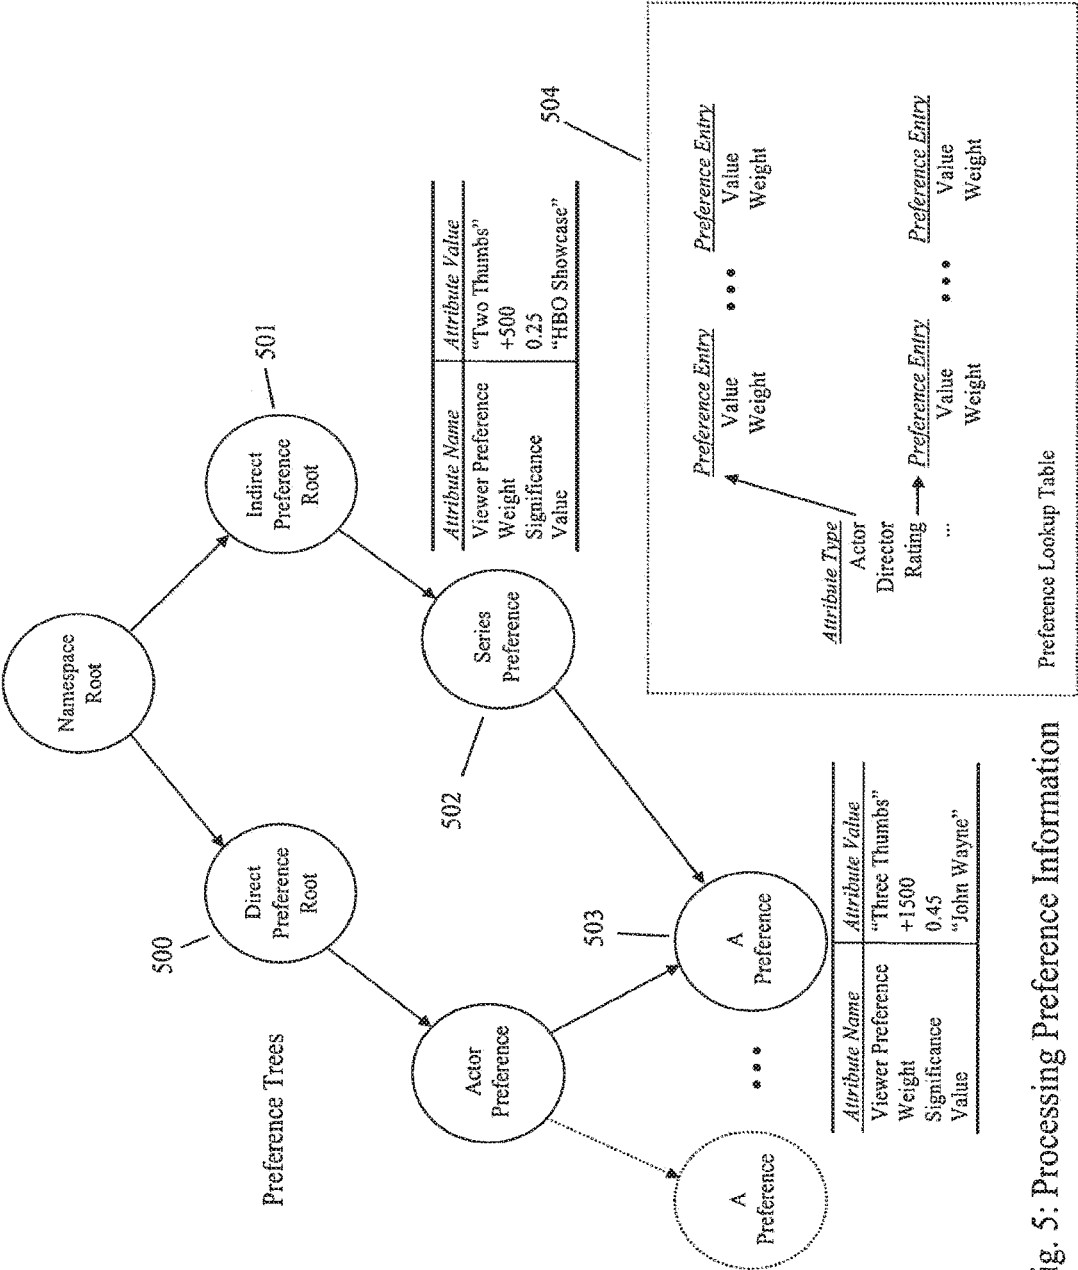 Preference Trees
Namespace
Root
500
Direct
Preference
Root
501
Indirect
Preference
Root
Actor
Preference
502
Series
Preference
Attribute Name Attribute Value
Viewer Preference "Two Thumbs"
Weight +500
Significance 0.25
Value "HBO Showcase"
A
Preference
•••
503
A
Preference
Attribute Name Attribute Value
Viewer Preference "Three Thumbs"
Weight +1500
Significance 0.45
Value "John Wayne"
504
Preference Entry ••• Preference Entry
Value Value
Weight Weight
Attribute Type
Actor
Director
Rating Preference Entry ••• Preference Entry
... Value Value
Weight Weight
Preference Lookup Table
ig. 5: Processing Preference Information